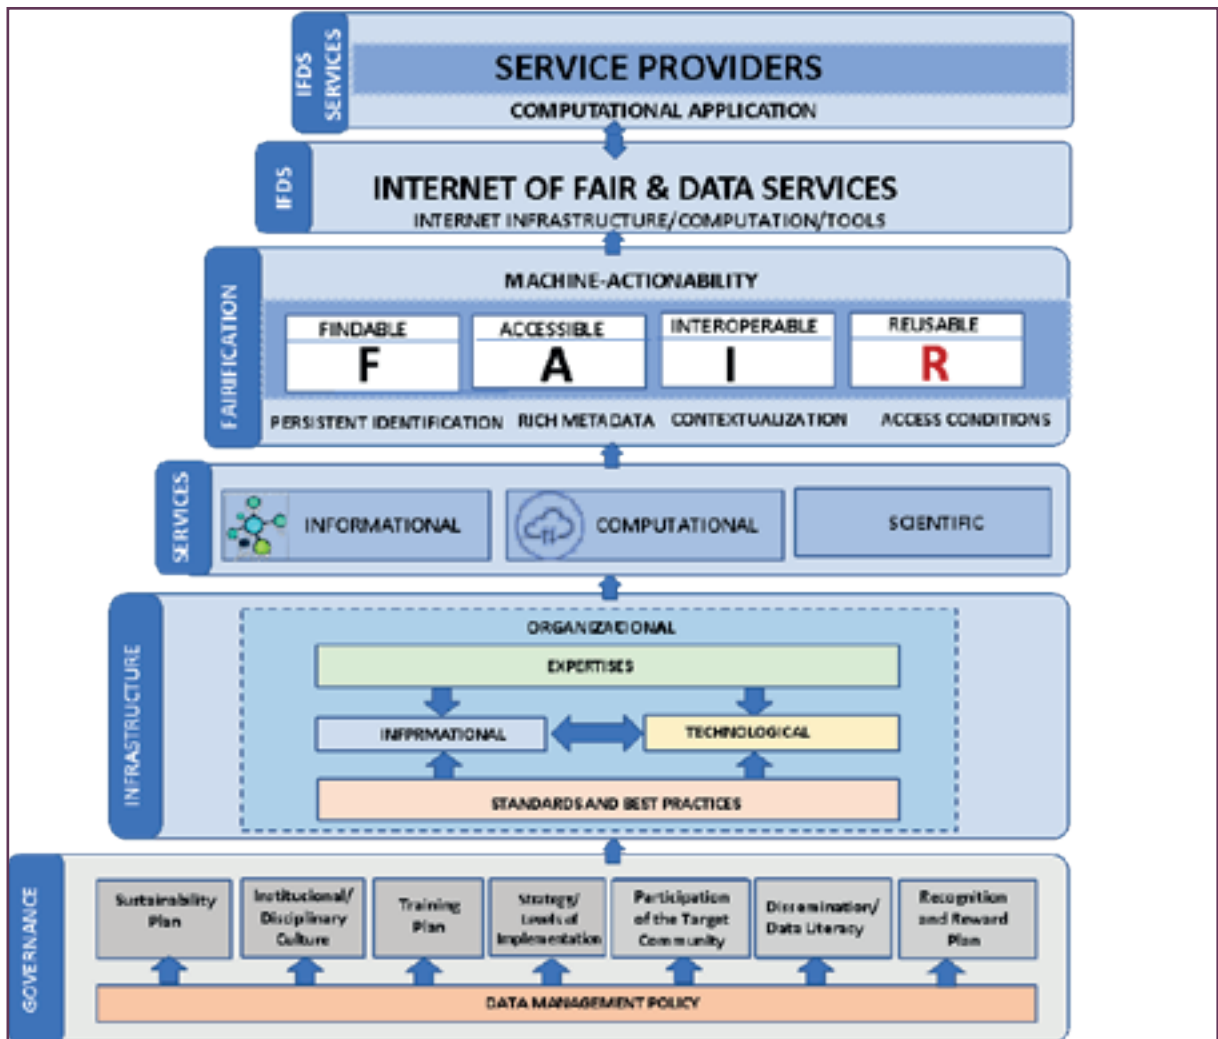 IFDS
SERVICES
SERVICE PROVIDERS
COMPUTATIONAL APPLICATION
IFDS
INTERNET OF FAIR & DATA SERVICES
INTERNET INFRASTRUCTURE/COMPUTATION/TOOLS
FAIRIFICATION
MACHINE-ACTIONABILITY
FINDABLE
F
ACCESSIBLE
A
INTEROPERABLE
I
REUSABLE
R
PERSISTENT IDENTIFICATION
RICH METADATA
CONTEXTUALIZATION
ACCESS CONDITIONS
SERVICES
INFORMATIONAL
COMPUTATIONAL
SCIENTIFIC
INFRASTRUCTURE
ORGANIZACIONAL
EXPERTISES
INFPRMATIONAL
TECHNOLOGICAL
STANDARDS AND BEST PRACTICES
GOVERNANCE
Sustainability
Plan
Institucional/
Disciplinary
Culture
Training
Plan
Strategy/
Levels of
Implementation
Participation
of the Target
Community
Dissemination/
Data Literacy
Recognition
and Reward
Plan
DATA MANAGEMENT POLICY